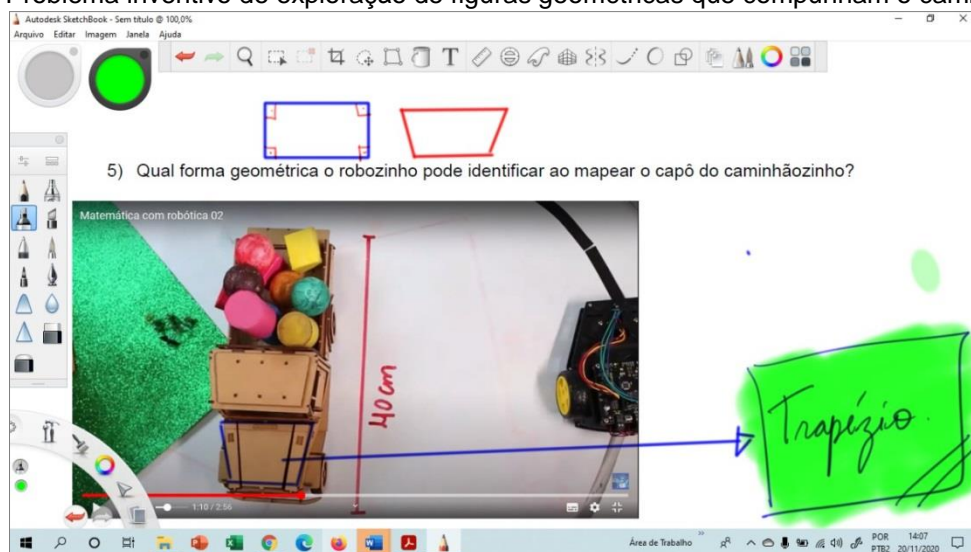 Problema inventivo de exploração de figuras geométricas que compunham o
Autodesk SketchBook - Sem título @ 100,0%
Arquivo Editar Imagem Janela Ajuda
T
5) Qual forma geométrica o robozinho pode identificar ao mapear o capô do caminhãozinho?
Matemática com robótica 02
40 cm
Trapézio.
1:10 / 2:56
Área de Trabalho
POR
PTB2
14:07
20/11/2020